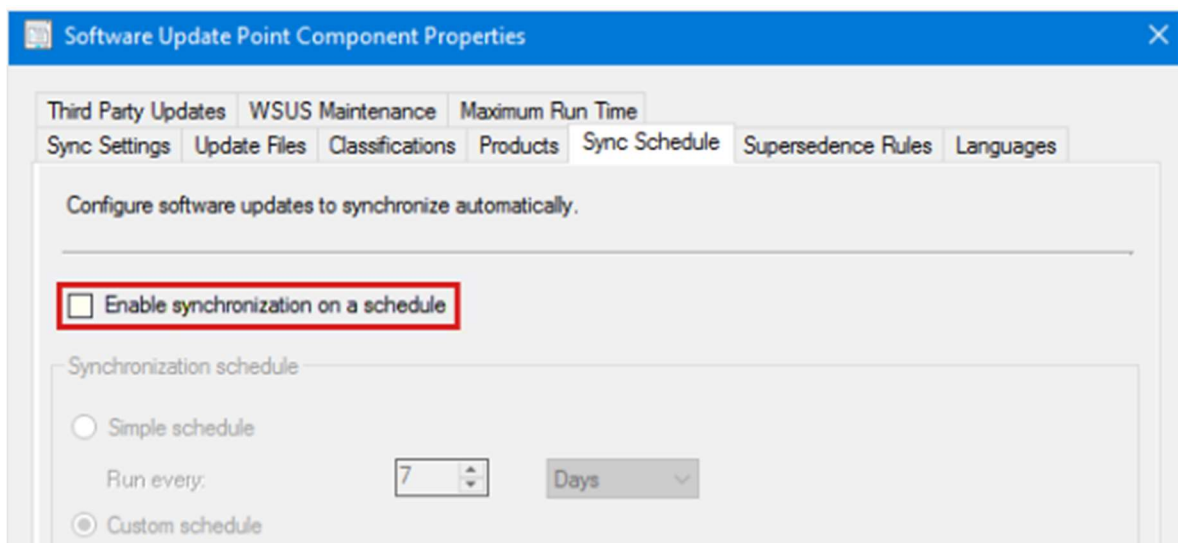 Software Update Point Component Properties
Third Party Updates WSUS Maintenance Maximum Run Time
Sync Settings Update Files Classifications Products Sync Schedule Supersedence Rules Languages
Configure software updates to synchronize automatically.
Enable synchronization on a schedule
Synchronization schedule
Simple schedule
Run every: 7 Days
Custom schedule